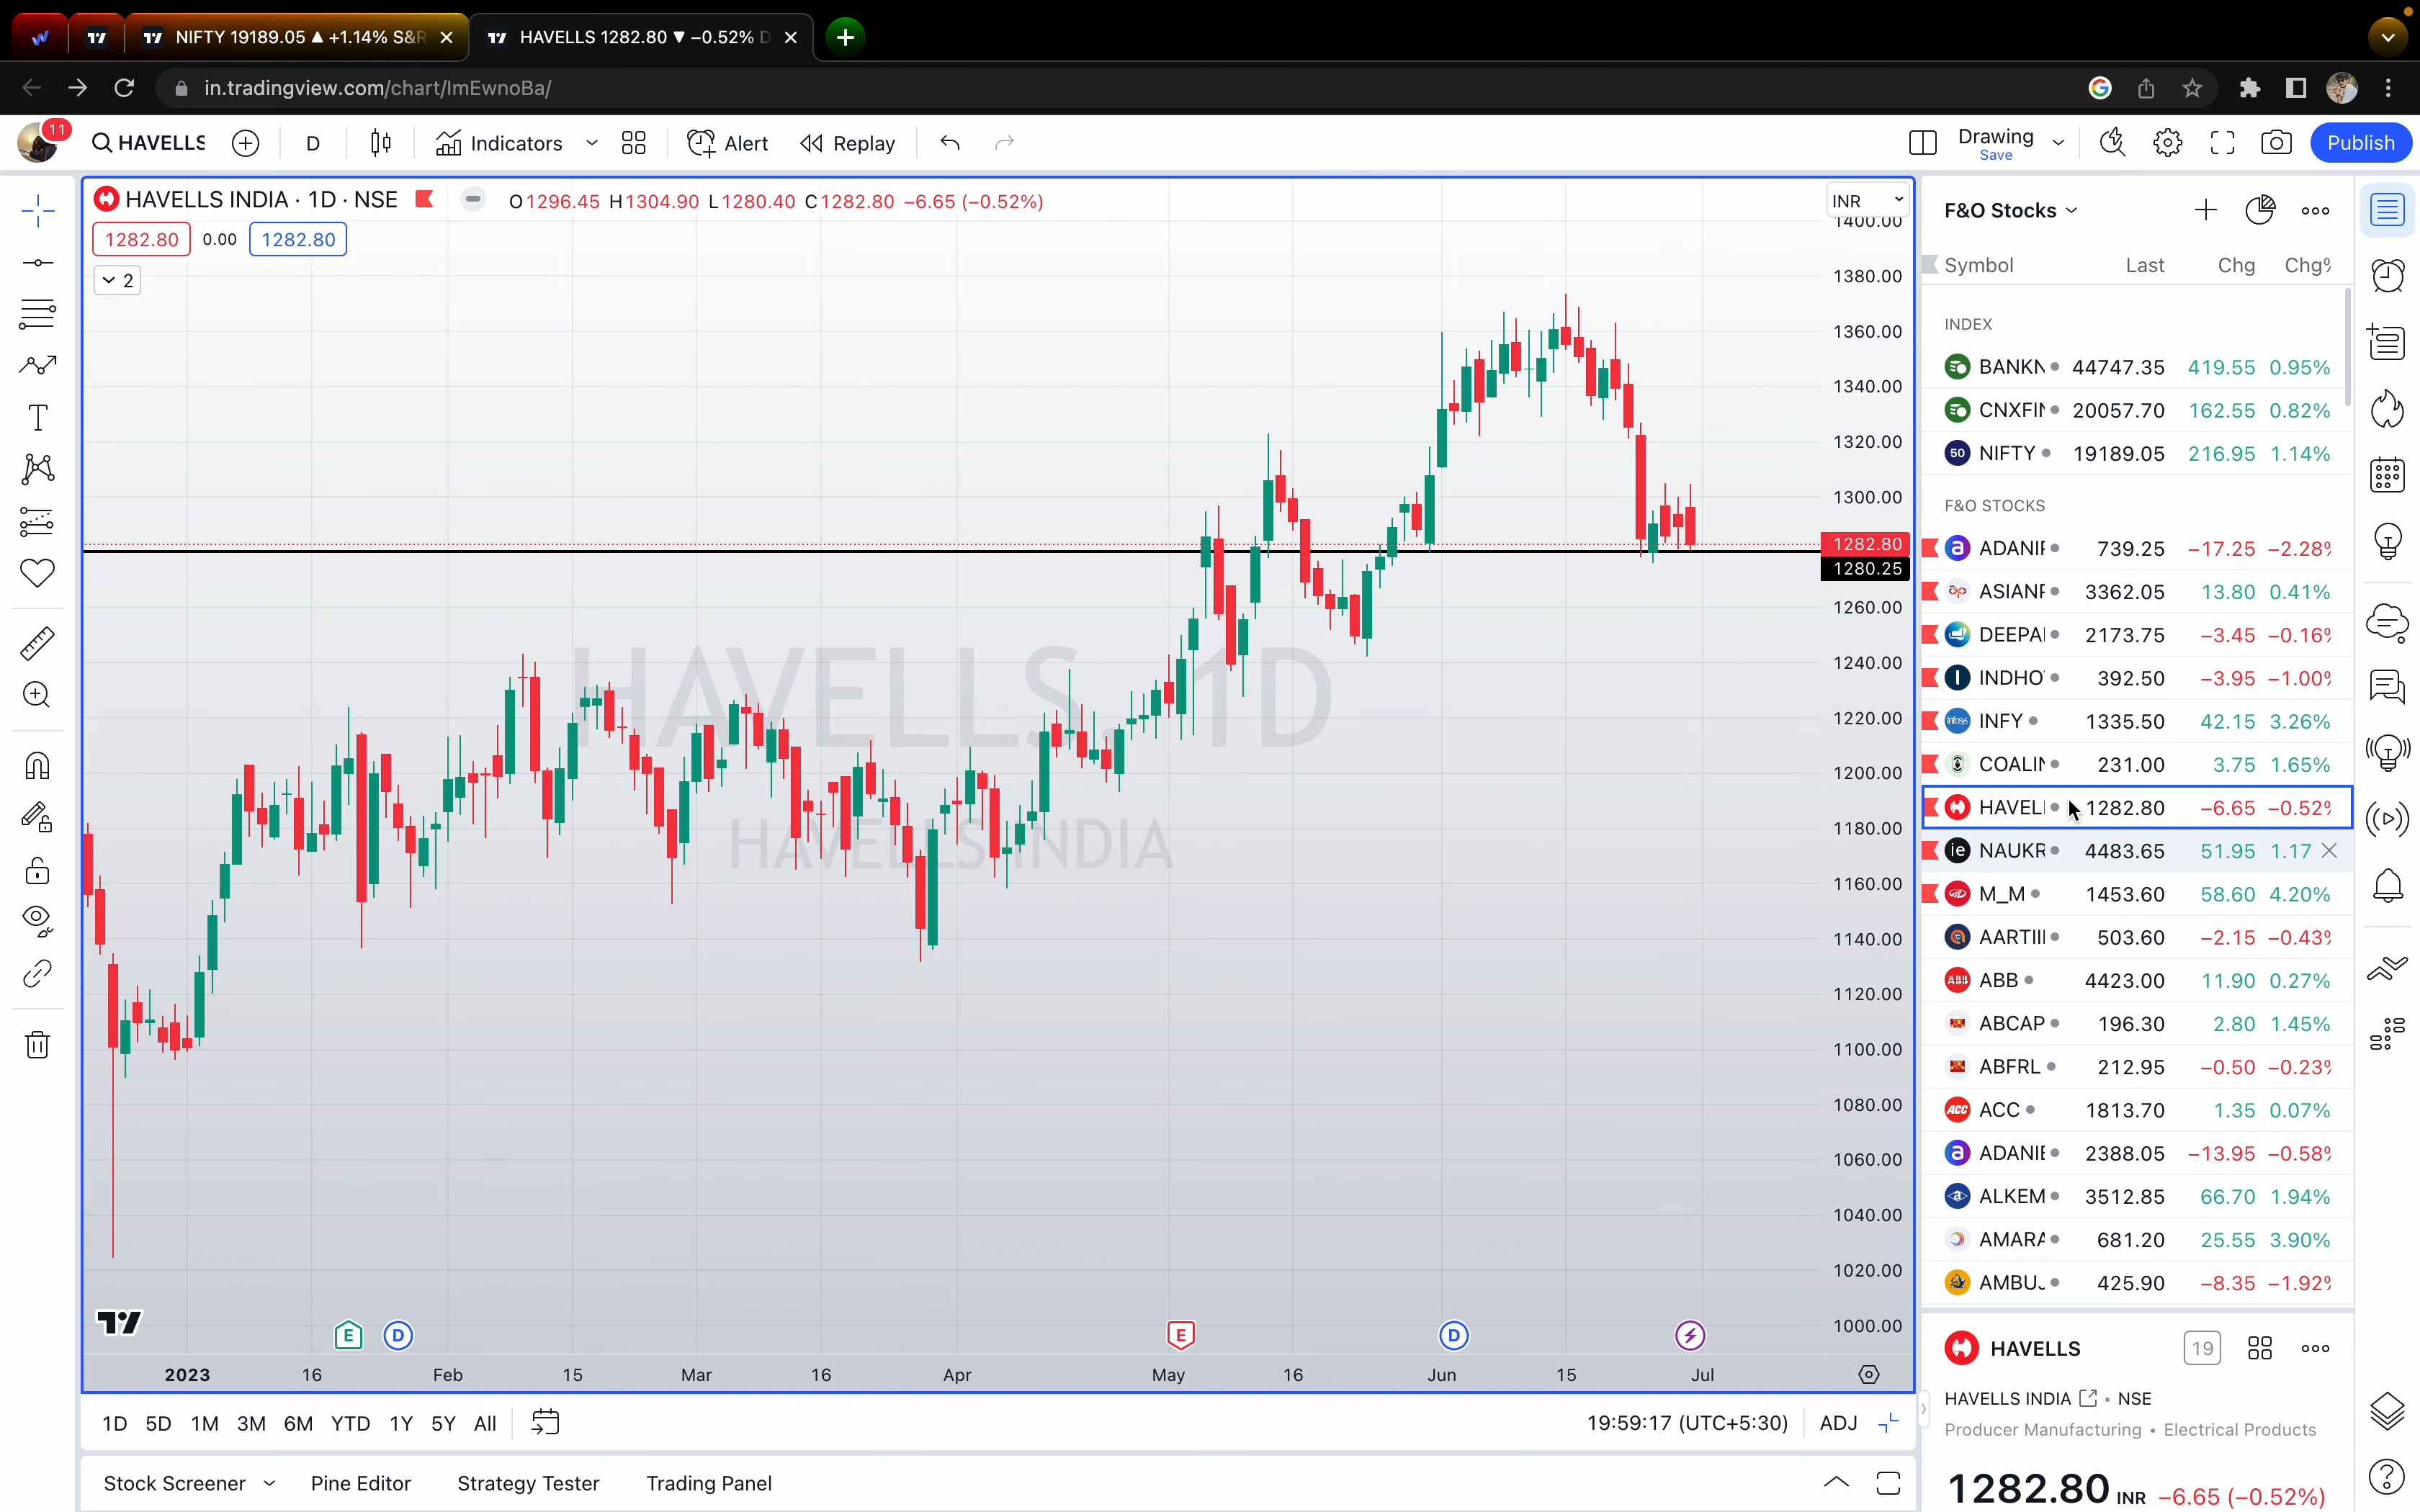 NIFTY 19189.05 ▲ +1.14% S&R
HAVELLS 1282.80 ▼ −0.52% D
in.tradingview.com/chart/ImEwnoBa/
11
HAVELLS
D
Indicators
Alert
Replay
Drawing
Save
Publish
HAVELLS INDIA · 1D · NSE
O1296.45 H1304.90 L1280.40 C1282.80 −6.65 (−0.52%)
1282.80 0.00 1282.80
2
INR
1400.00
1380.00
1360.00
1340.00
1320.00
1300.00
1282.80
1280.25
1260.00
1240.00
1220.00
1200.00
1180.00
1160.00
1140.00
1120.00
1100.00
1080.00
1060.00
1040.00
1020.00
1000.00
HAVELLS, 1D
HAVELLS INDIA
E D E D
2023 16 Feb 15 Mar 16 Apr May 16 Jun 15 Jul
1D 5D 1M 3M 6M YTD 1Y 5Y All
19:59:17 (UTC+5:30) ADJ
Stock Screener Pine Editor Strategy Tester Trading Panel
F&O Stocks
Symbol Last Chg Chg%
INDEX
BANKN 44747.35 419.55 0.95%
CNXFIN 20057.70 162.55 0.82%
50 NIFTY 19189.05 216.95 1.14%
F&O STOCKS
ADANI 739.25 −17.25 −2.28%
ASIANP 3362.05 13.80 0.41%
DEEPA 2173.75 −3.45 −0.16%
INDHO 392.50 −3.95 −1.00%
Infosys INFY 1335.50 42.15 3.26%
COALIN 231.00 3.75 1.65%
HAVELL 1282.80 −6.65 −0.52%
ie NAUKR 4483.65 51.95 1.17
M_M 1453.60 58.60 4.20%
AARTII 503.60 −2.15 −0.43%
ABB ABB 4423.00 11.90 0.27%
ABCAP 196.30 2.80 1.45%
ABFRL 212.95 −0.50 −0.23%
ACC ACC 1813.70 1.35 0.07%
ADANIE 2388.05 −13.95 −0.58%
ALKEM 3512.85 66.70 1.94%
AMARA 681.20 25.55 3.90%
AMBUJ 425.90 −8.35 −1.92%
HAVELLS
19
HAVELLS INDIA • NSE
Producer Manufacturing • Electrical Products
1282.80 INR −6.65 (−0.52%)